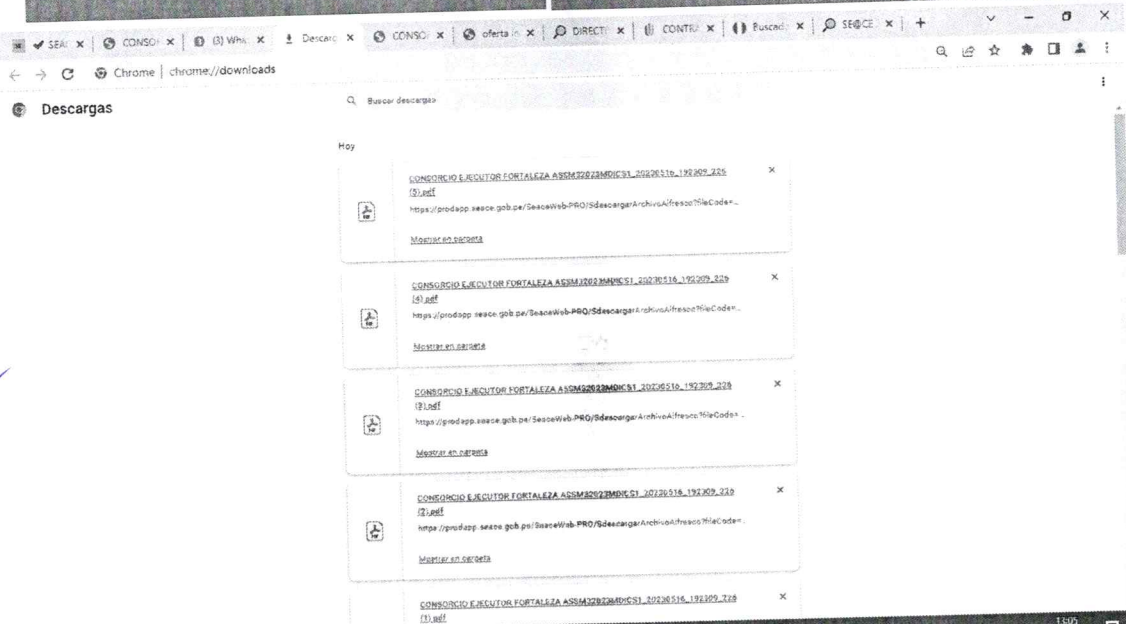 SEA CONSO (3) Wha Descarc CONSO oferta DIRECT CONTR Buscad SE@CE
Chrome | chrome://downloads
Descargas
Buscar descargas
Hoy
CONSORCIO EJECUTOR FORTALEZA ASSM32023MDICS1_20230516_192309_226
(5).pdf
https://prodapp.seace.gob.pe/SeaceWeb-PRO/SdescargarArchivoAlfresco?fileCode=...
Mostrar en carpeta
CONSORCIO EJECUTOR FORTALEZA ASSM32023MDICS1_20230516_192309_226
(4).pdf
https://prodapp.seace.gob.pe/SeaceWeb-PRO/SdescargarArchivoAlfresco?fileCode=...
Mostrar en carpeta
CONSORCIO EJECUTOR FORTALEZA ASSM32023MDICS1_20230516_192309_226
(3).pdf
https://prodapp.seace.gob.pe/SeaceWeb-PRO/SdescargarArchivoAlfresco?fileCode=...
Mostrar en carpeta
CONSORCIO EJECUTOR FORTALEZA ASSM32023MDICS1_20230516_192309_226
(2).pdf
https://prodapp.seace.gob.pe/SeaceWeb-PRO/SdescargarArchivoAlfresco?fileCode=...
Mostrar en carpeta
CONSORCIO EJECUTOR FORTALEZA ASSM32023MDICS1_20230516_192309_226
(1).pdf
13:05